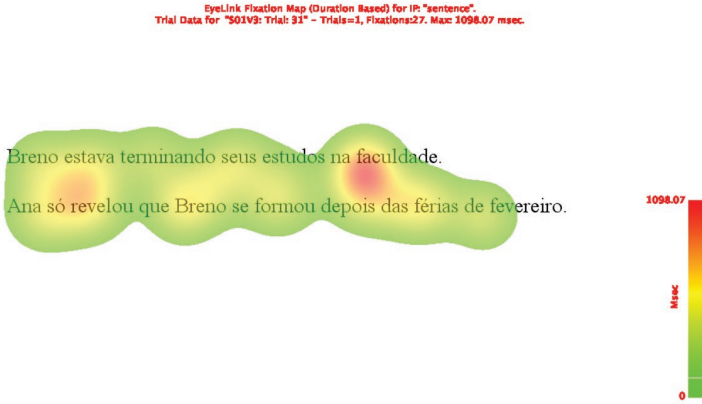 EyeLink Fixation Map (Duration Based) for IP: "sentence".
Trial Data for "S01V3: Trial: 31" - Trials=1, Fixations:27. Max: 1098.07 msec.
Breno estava terminando seus estudos na faculdade.
Ana só revelou que Breno se formou depois das férias de fevereiro.
1098.07
Msec
0